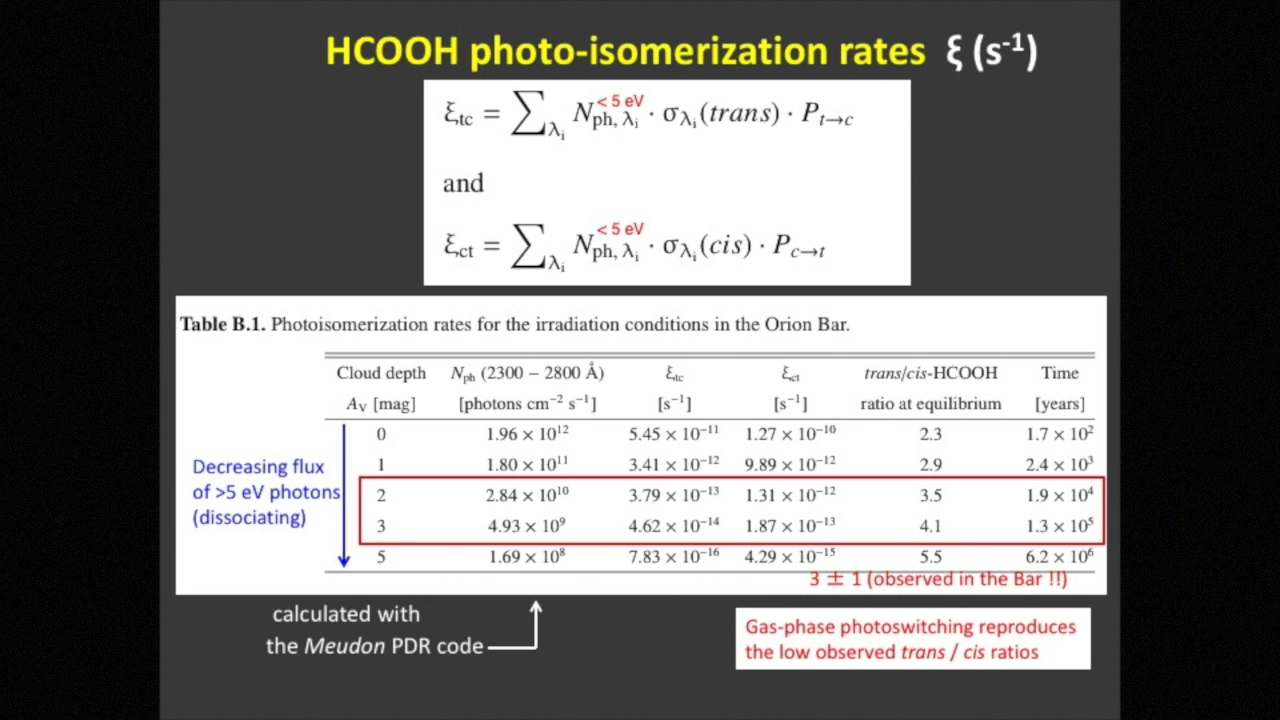 HCOOH photo-isomerization rates ξ (s⁻¹)
ξtc = ∑λi Nph, λi< 5 eV · σλi(trans) · Pt→c
and
ξct = ∑λi Nph, λi< 5 eV · σλi(cis) · Pc→t
Table B.1. Photoisomerization rates for the irradiation conditions in the Orion Bar.
Cloud depth Nph (2300 – 2800 Å) ξtc ξct trans/cis-HCOOH Time
AV [mag] [photons cm⁻² s⁻¹] [s⁻¹] [s⁻¹] ratio at equilibrium [years]
0 1.96 × 10¹² 5.45 × 10⁻¹¹ 1.27 × 10⁻¹⁰ 2.3 1.7 × 10²
1 1.80 × 10¹¹ 3.41 × 10⁻¹² 9.89 × 10⁻¹² 2.9 2.4 × 10³
2 2.84 × 10¹⁰ 3.79 × 10⁻¹³ 1.31 × 10⁻¹² 3.5 1.9 × 10⁴
3 4.93 × 10⁹ 4.62 × 10⁻¹⁴ 1.87 × 10⁻¹³ 4.1 1.3 × 10⁵
5 1.69 × 10⁸ 7.83 × 10⁻¹⁶ 4.29 × 10⁻¹⁵ 5.5 6.2 × 10⁶
Decreasing flux
of >5 eV photons
(dissociating)
3 ± 1 (observed in the Bar !!)
calculated with
the Meudon PDR code
Gas-phase photoswitching reproduces
the low observed trans / cis ratios